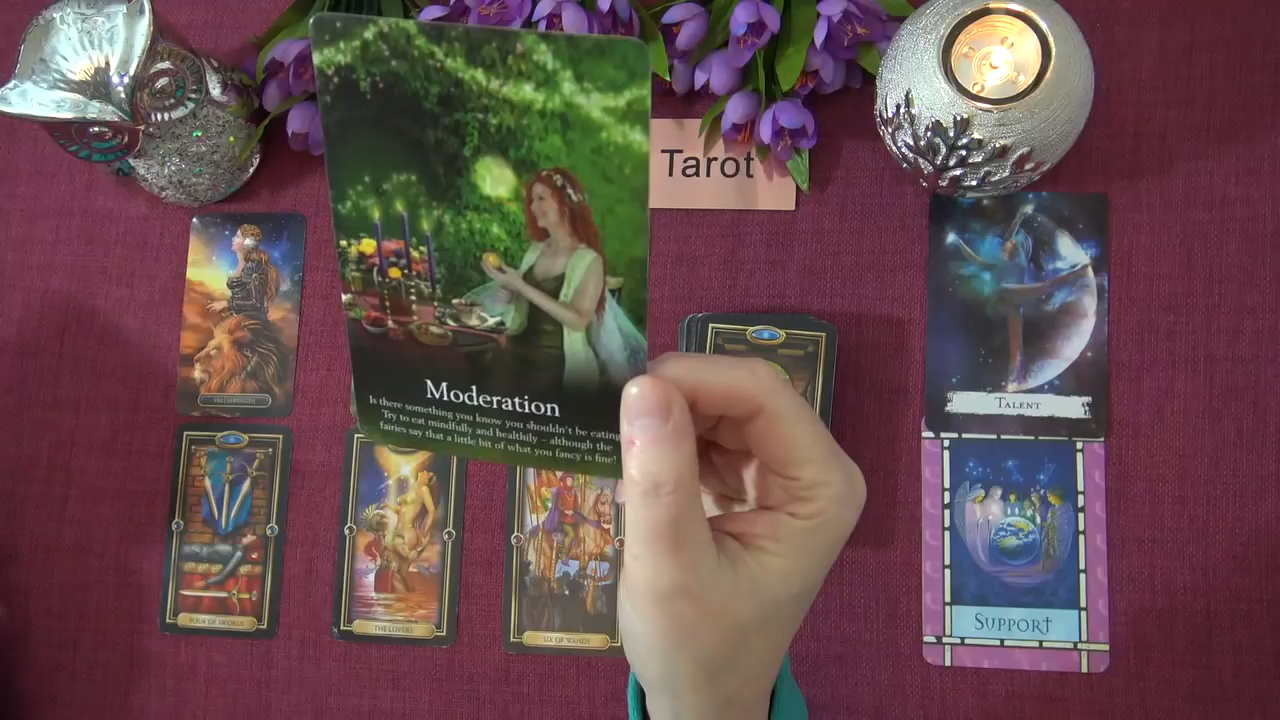 Tarot
Moderation
Is there something you know you shouldn't be eating
Try to eat mindfully and healthily – although the
fairies say that a little bit of what you fancy is fine!
VIII STRENGTH
TALENT
FOUR OF SWORDS
THE LOVERS
SIX OF WANDS
SUPPORT